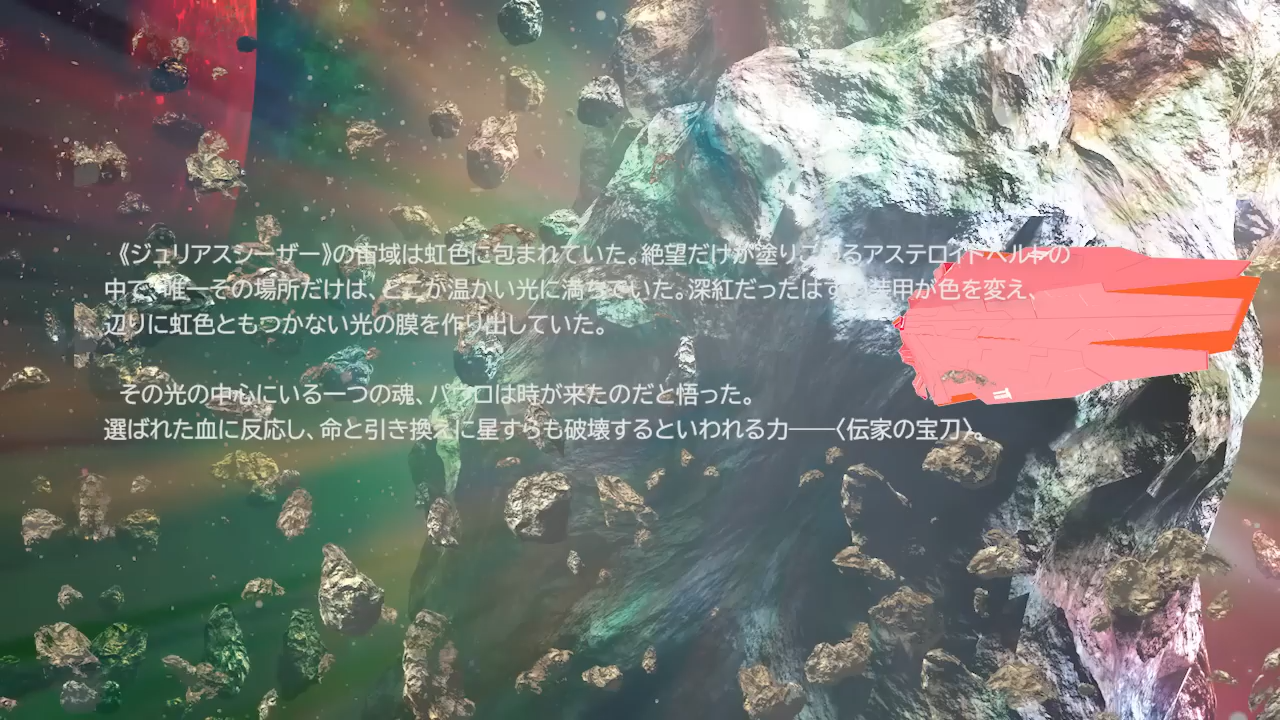 《ジュリアスシーザー》の宙域は虹色に包まれていた。絶望だけが塗りこめるアステロイドベルトの
中で、唯一その場所だけは、どこか温かい光に満ちていた。深紅だったはずの装甲が色を変え、
辺りに虹色ともつかない光の膜を作り出していた。
その光の中心にいる一つの魂、パブロは時が来たのだと悟った。
選ばれた血に反応し、命と引き換えに星すらも破壊するといわれる力――〈伝家の宝刀〉。